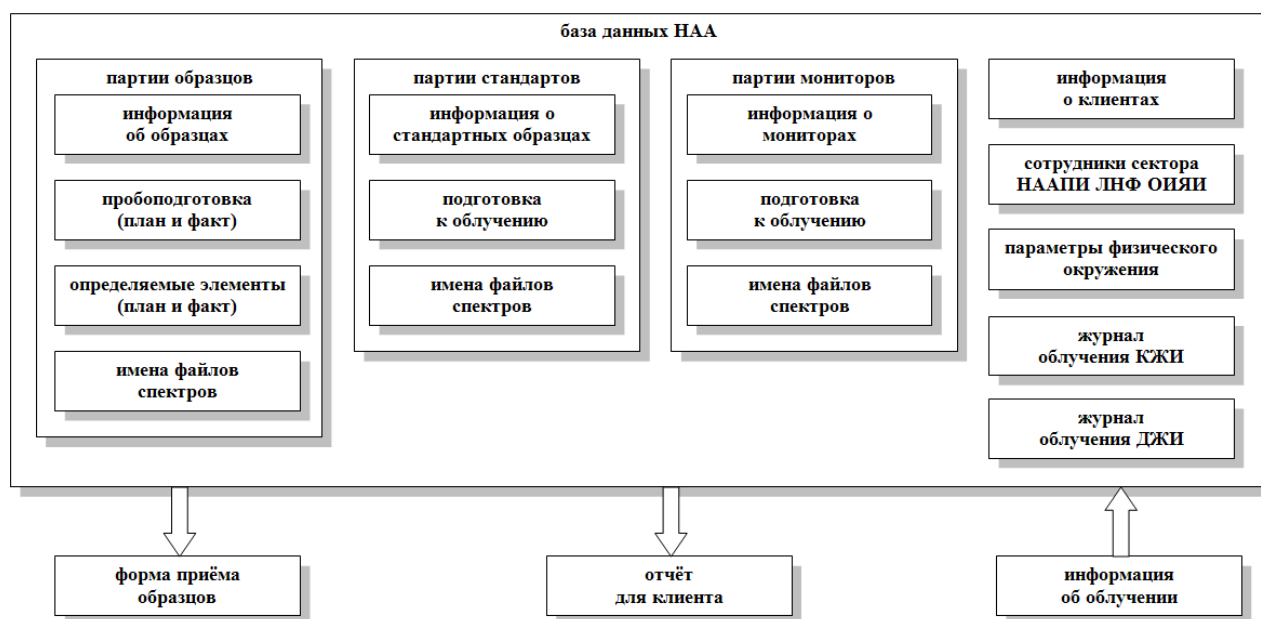 база данных НАА
партии образцов
информация
об образцах
пробоподготовка
(план и факт)
определяемые элементы
(план и факт)
имена файлов
спектров
партии стандартов
информация о
стандартных образцах
подготовка
к облучению
имена файлов
спектров
партии мониторов
информация о
мониторах
подготовка
к облучению
имена файлов
спектров
информация
о клиентах
сотрудники сектора
НААПИ ЛНФ ОИЯИ
параметры физического
окружения
журнал
облучения КЖИ
журнал
облучения ДЖИ
форма приёма
образцов
отчёт
для клиента
информация
об облучении